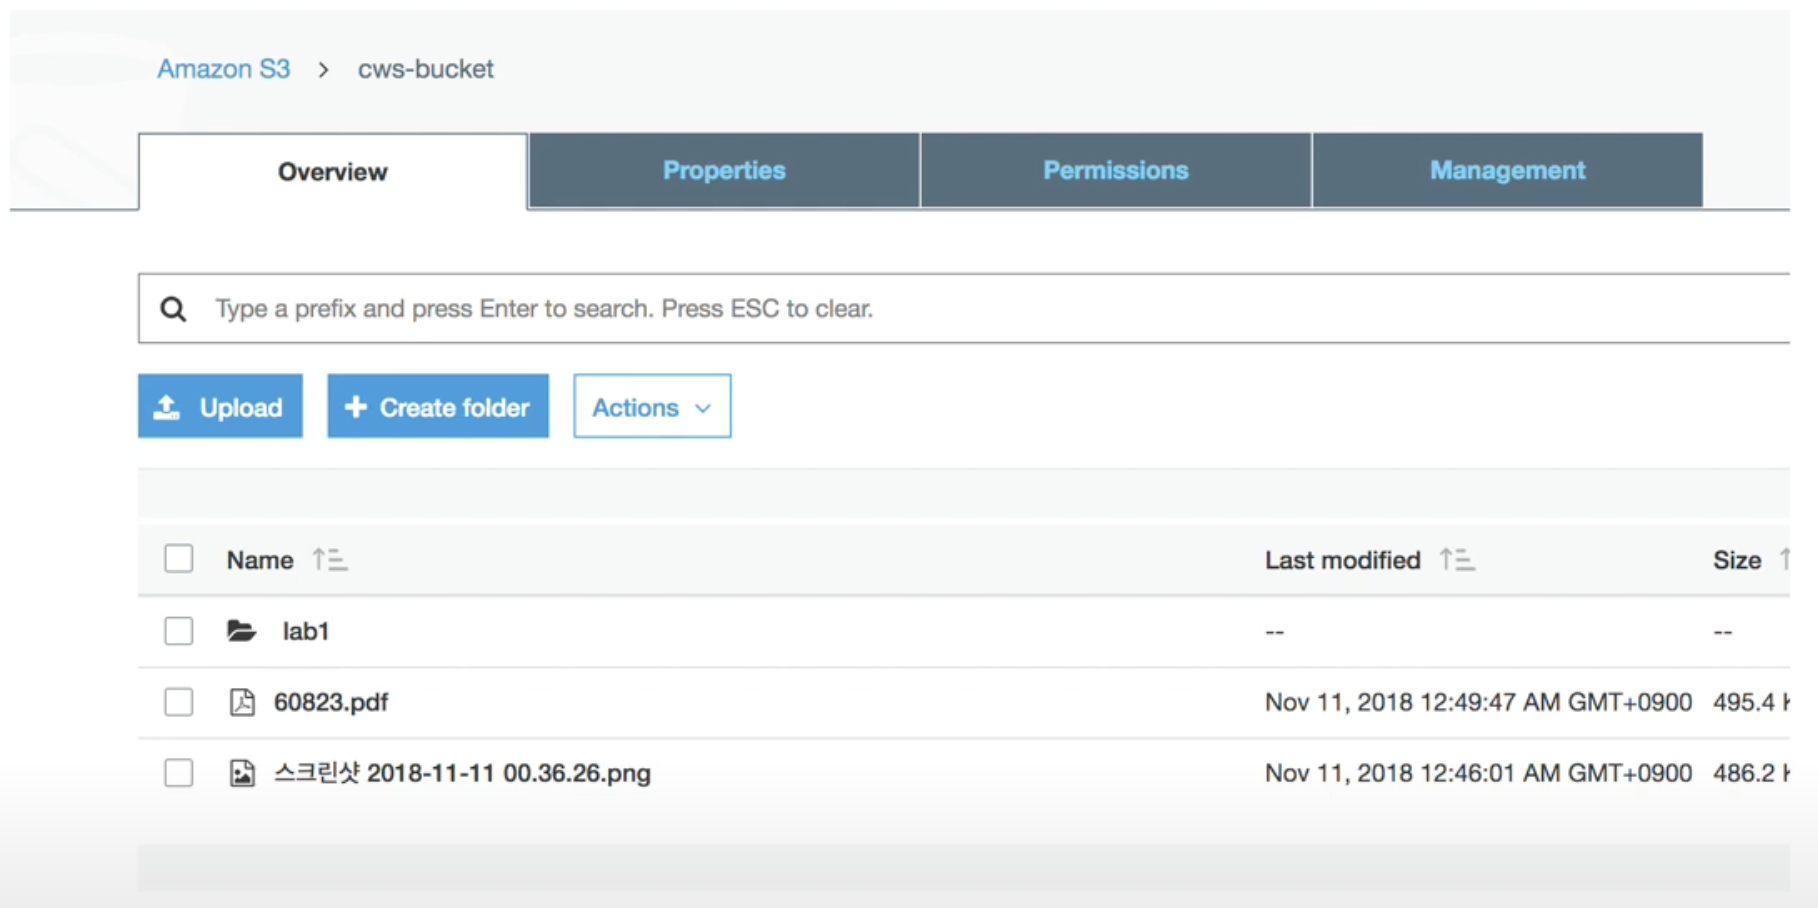 Amazon S3 > cws-bucket
Overview Properties Permissions Management
Type a prefix and press Enter to search. Press ESC to clear.
Upload + Create folder Actions
Name Last modified Size
lab1 -- --
60823.pdf Nov 11, 2018 12:49:47 AM GMT+0900 495.4
스크린샷 2018-11-11 00.36.26.png Nov 11, 2018 12:46:01 AM GMT+0900 486.2